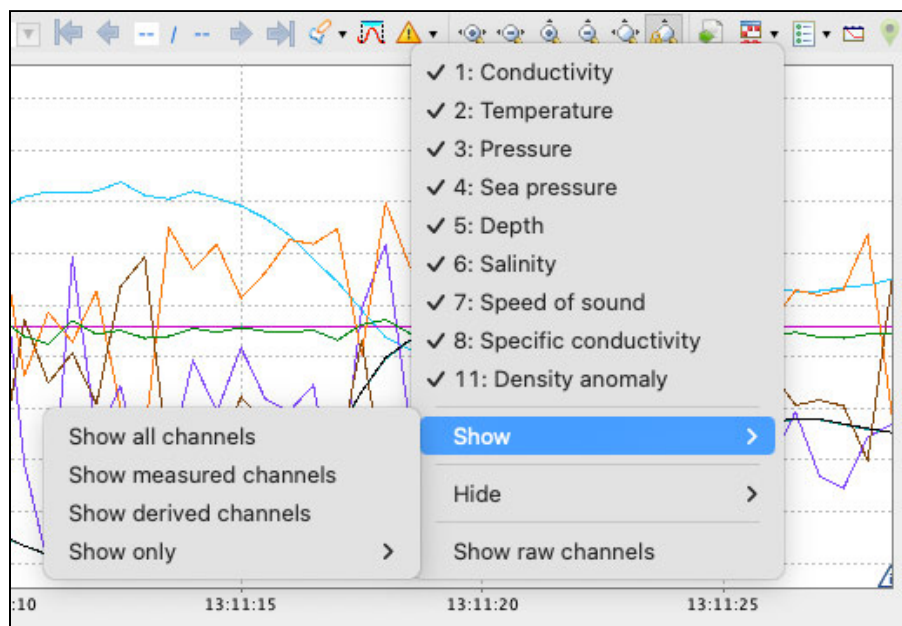 -- / --
✓ 1: Conductivity
✓ 2: Temperature
✓ 3: Pressure
✓ 4: Sea pressure
✓ 5: Depth
✓ 6: Salinity
✓ 7: Speed of sound
✓ 8: Specific conductivity
✓ 11: Density anomaly
Show
Hide
Show raw channels
Show all channels
Show measured channels
Show derived channels
Show only
:10
13:11:15
13:11:20
13:11:25